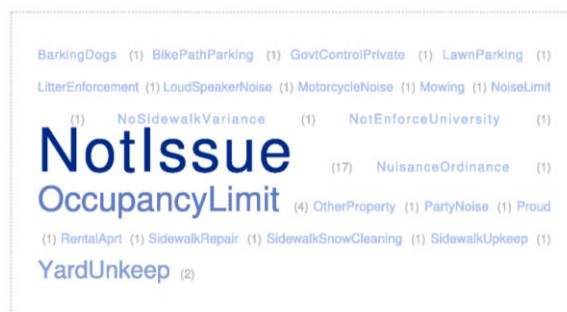 BarkingDogs (1) BikePathParking (1) GovtControlPrivate (1) LawnParking (1)
LitterEnforcement (1) LoudSpeakerNoise (1) MotorcycleNoise (1) Mowing (1) NoiseLimit
(1) NoSidewalkVariance (1) NotEnforceUniversity (1)
NotIssue (17) NuisanceOrdinance (1)
OccupancyLimit (4) OtherProperty (1) PartyNoise (1) Proud
(1) RentalAprt (1) SidewalkRepair (1) SidewalkSnowCleaning (1) SidewalkUpkeep (1)
YardUnkeep (2)